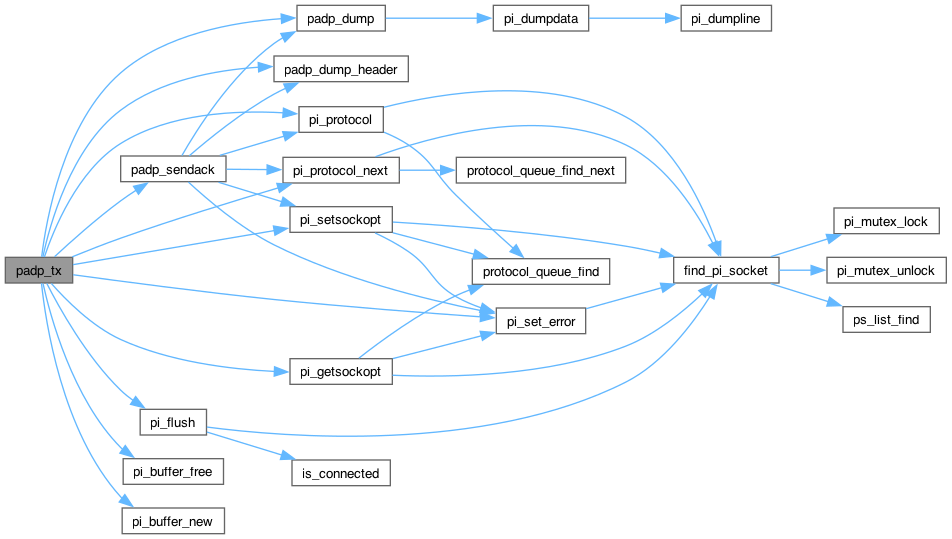 padp_dump
pi_dumpdata
pi_dumpline
padp_dump_header
pi_protocol
padp_sendack
pi_protocol_next
protocol_queue_find_next
pi_setsockopt
pi_mutex_lock
padp_tx
protocol_queue_find
find_pi_socket
pi_mutex_unlock
pi_set_error
ps_list_find
pi_getsockopt
pi_flush
pi_buffer_free
is_connected
pi_buffer_new